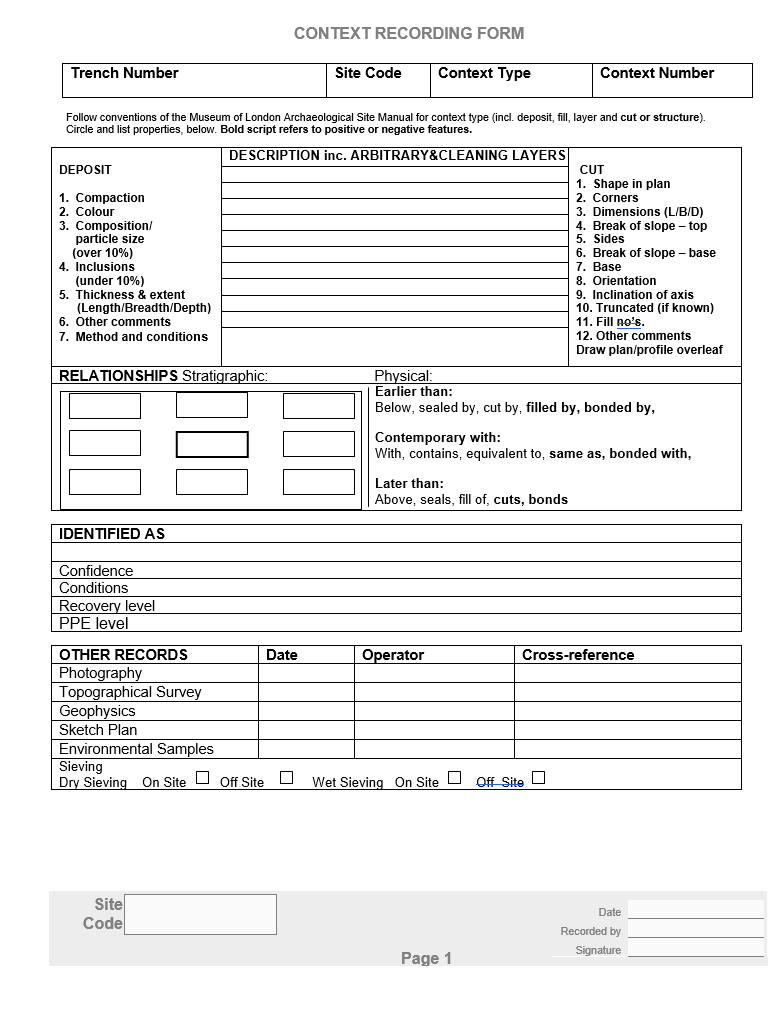 CONTEXT RECORDING FORM
Trench Number Site Code Context Type Context Number
Follow conventions of the Museum of London Archaeological Site Manual for context type (incl. deposit, fill, layer and cut or structure).
Circle and list properties, below. Bold script refers to positive or negative features.
DEPOSIT
1. Compaction
2. Colour
3. Composition/
particle size
(over 10%)
4. Inclusions
(under 10%)
5. Thickness & extent
(Length/Breadth/Depth)
6. Other comments
7. Method and conditions
DESCRIPTION inc. ARBITRARY&CLEANING LAYERS
CUT
1. Shape in plan
2. Corners
3. Dimensions (L/B/D)
4. Break of slope – top
5. Sides
6. Break of slope – base
7. Base
8. Orientation
9. Inclination of axis
10. Truncated (if known)
11. Fill no's.
12. Other comments
Draw plan/profile overleaf
RELATIONSHIPS Stratigraphic: Physical:
Earlier than:
Below, sealed by, cut by, filled by, bonded by,
Contemporary with:
With, contains, equivalent to, same as, bonded with,
Later than:
Above, seals, fill of, cuts, bonds
IDENTIFIED AS
Confidence
Conditions
Recovery level
PPE level
OTHER RECORDS Date Operator Cross-reference
Photography
Topographical Survey
Geophysics
Sketch Plan
Environmental Samples
Sieving
Dry Sieving On Site Off Site Wet Sieving On Site Off Site
Site
Code
Date
Recorded by
Signature
Page 1